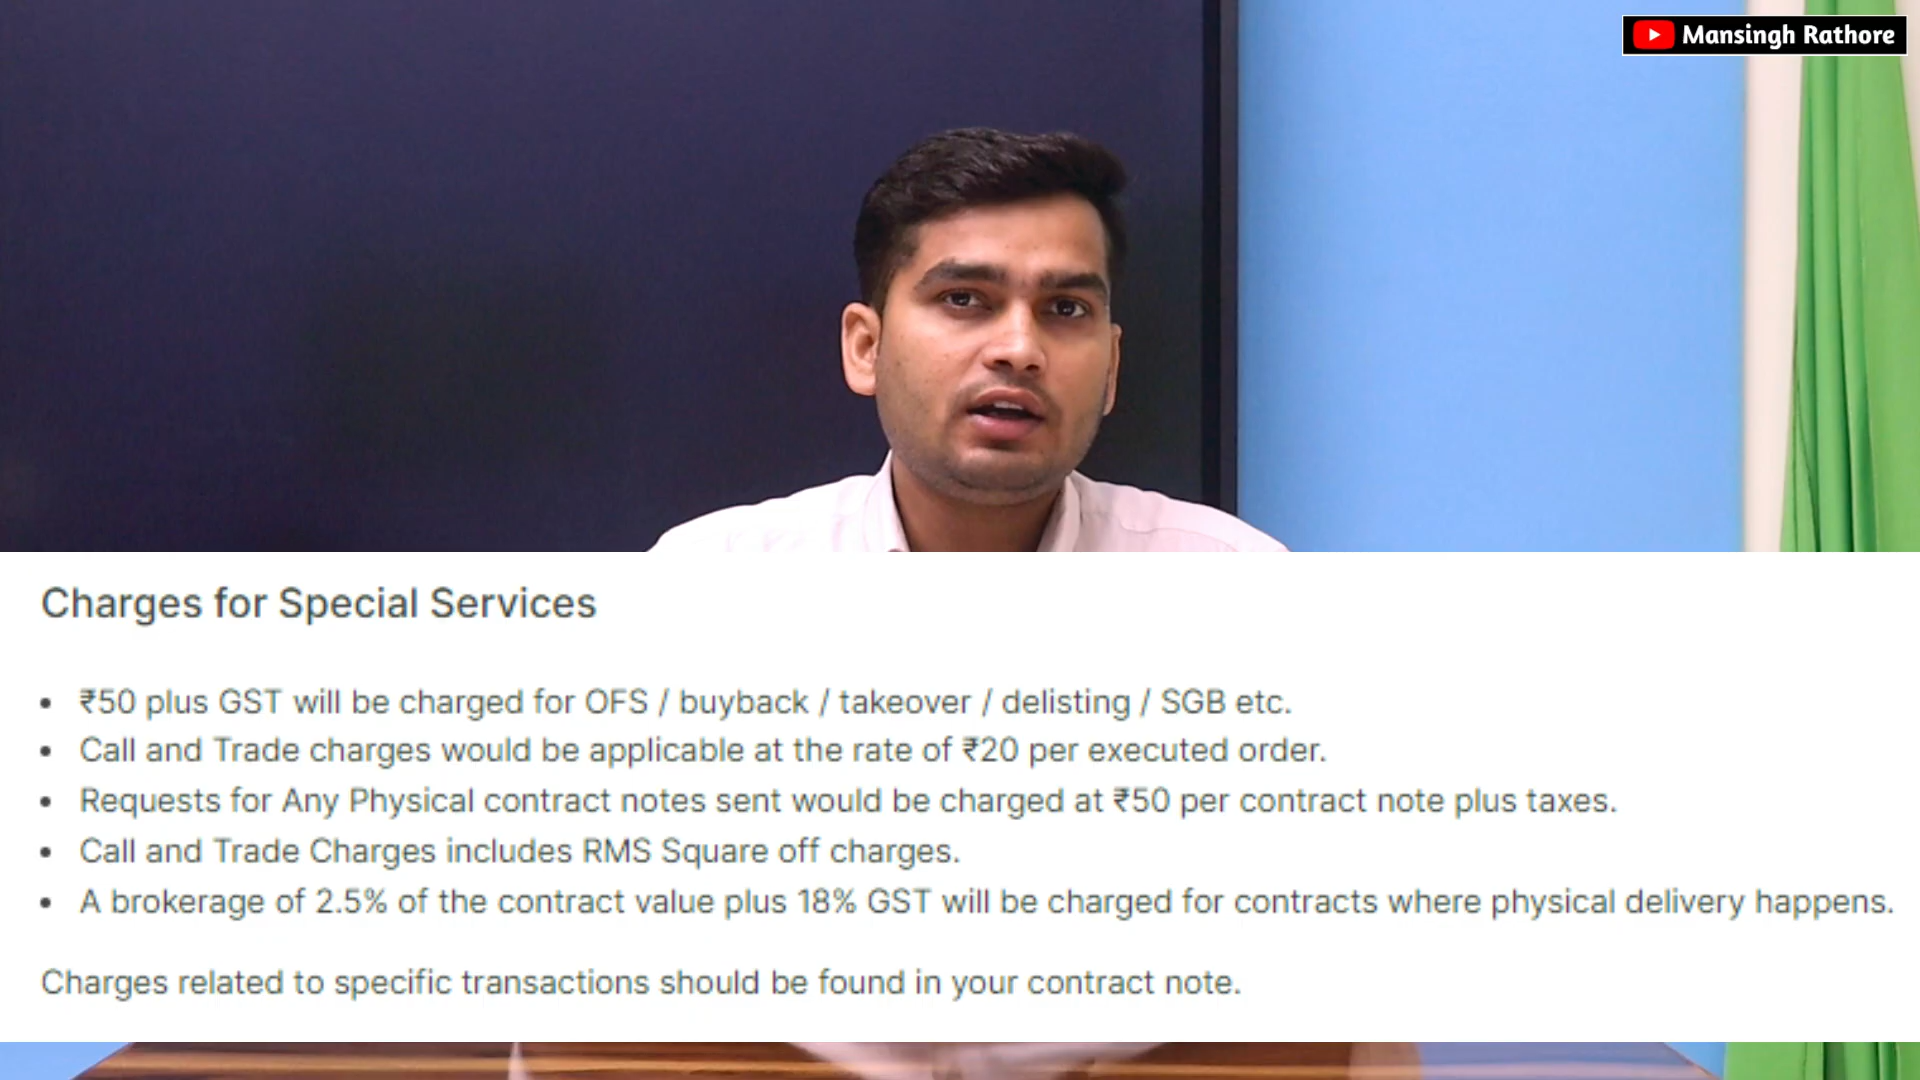 Mansingh Rathore
Charges for Special Services
• ₹50 plus GST will be charged for OFS / buyback / takeover / delisting / SGB etc.
• Call and Trade charges would be applicable at the rate of ₹20 per executed order.
• Requests for Any Physical contract notes sent would be charged at ₹50 per contract note plus taxes.
• Call and Trade Charges includes RMS Square off charges.
• A brokerage of 2.5% of the contract value plus 18% GST will be charged for contracts where physical delivery happens.
Charges related to specific transactions should be found in your contract note.